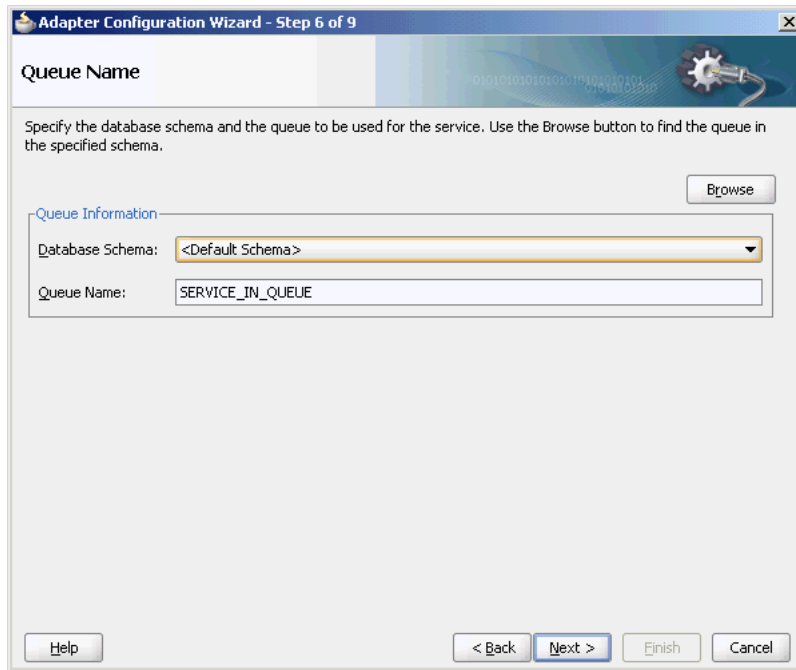 Adapter Configuration Wizard - Step 6 of 9
Queue Name
Specify the database schema and the queue to be used for the service. Use the Browse button to find the queue in
the specified schema.
Browse
Queue Information
Database Schema: <Default Schema>
Queue Name: SERVICE_IN_QUEUE
Help < Back Next > Finish Cancel